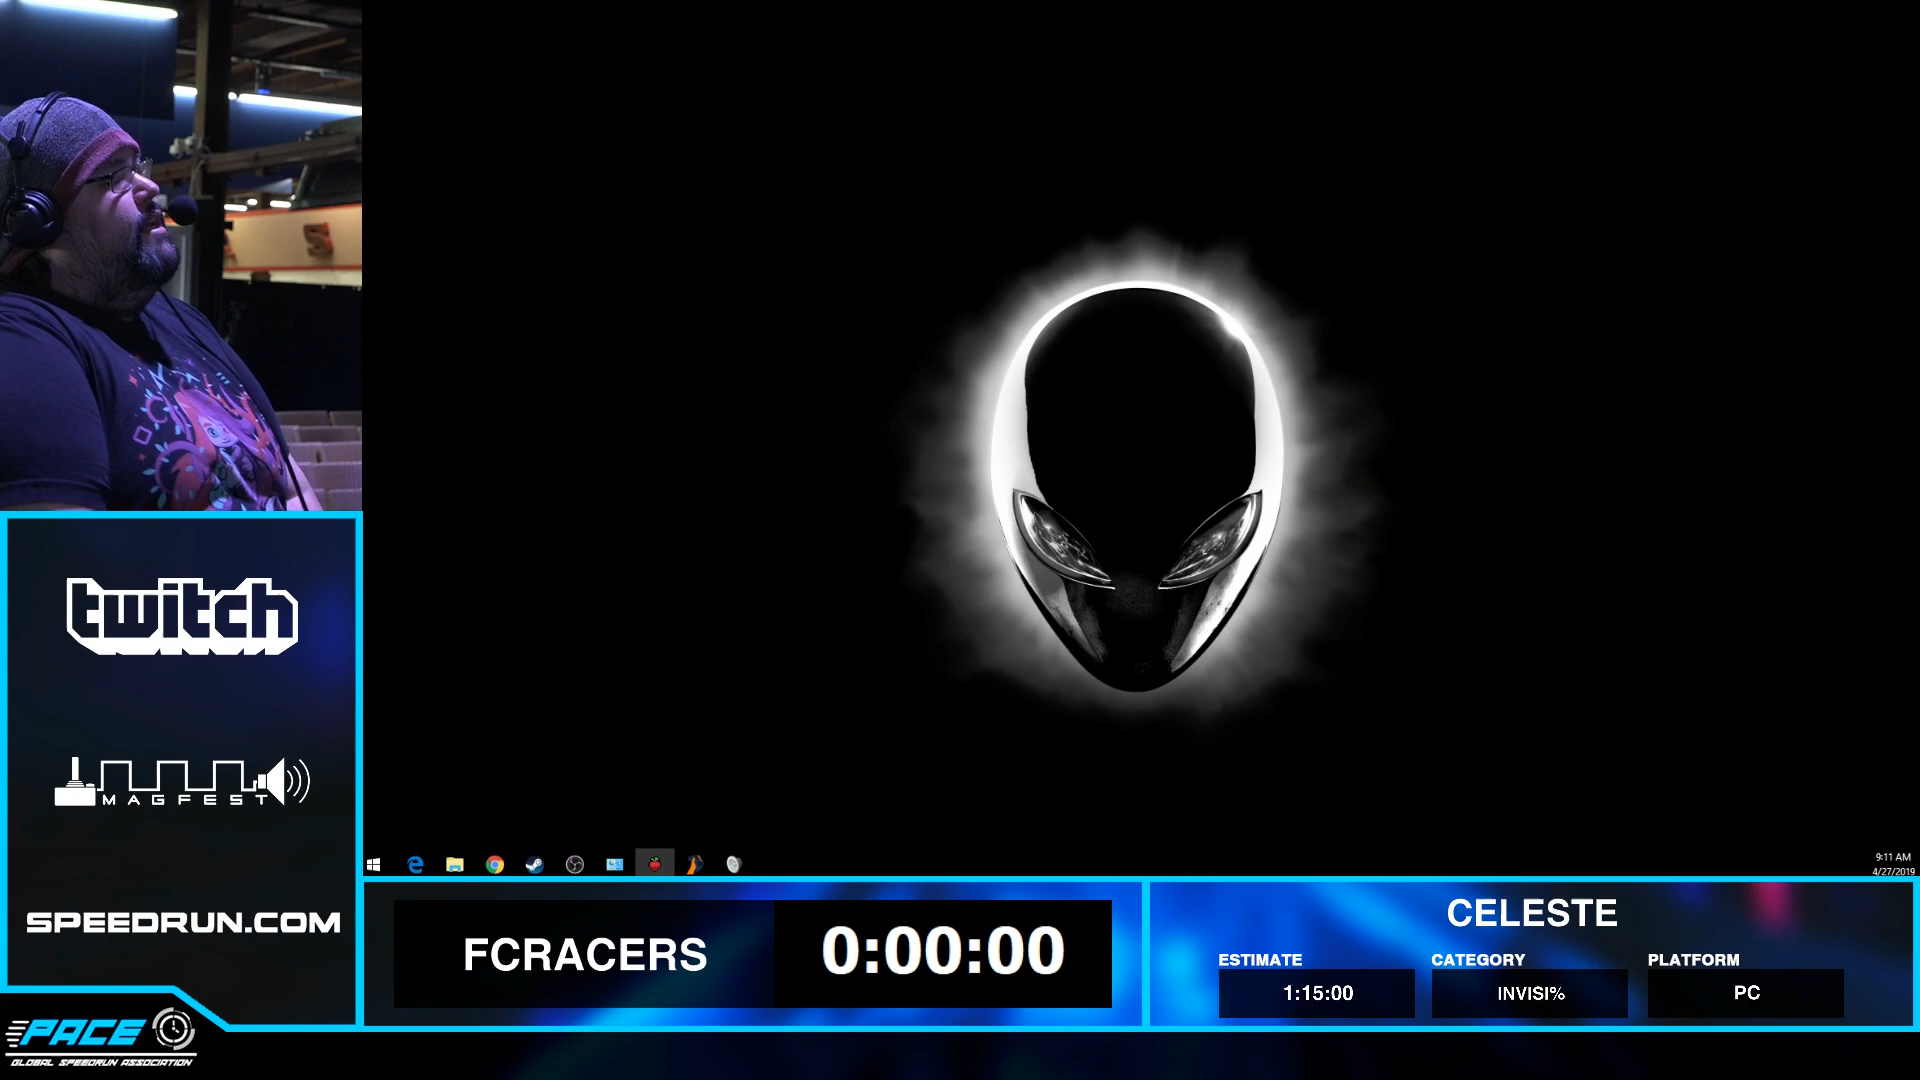 S
twitch
MAGFEST
SPEEDRUN.COM
PACE
GLOBAL SPEEDRUN ASSOCIATION
9:11 AM
4/27/2019
FCRACERS
0:00:00
CELESTE
ESTIMATE
CATEGORY
PLATFORM
1:15:00
INVISI%
PC